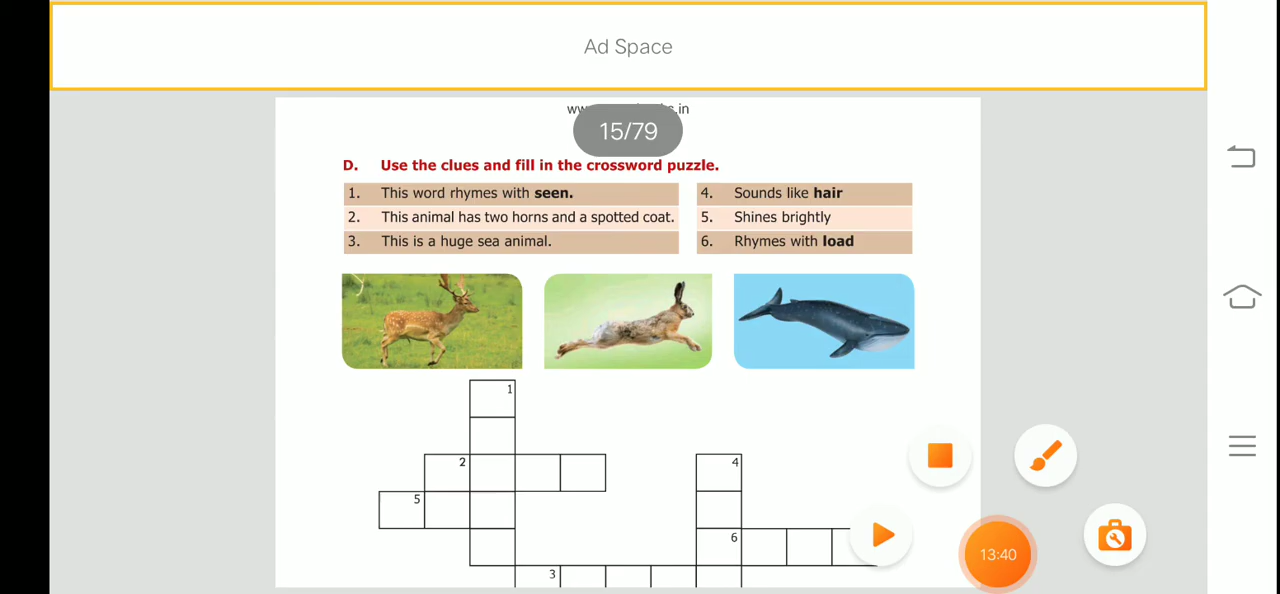 Ad Space
.in
15/79
D. Use the clues and fill in the crossword puzzle.
1. This word rhymes with seen.
2. This animal has two horns and a spotted coat.
3. This is a huge sea animal.
4. Sounds like hair
5. Shines brightly
6. Rhymes with load
1
2
4
5
6
3
13:40